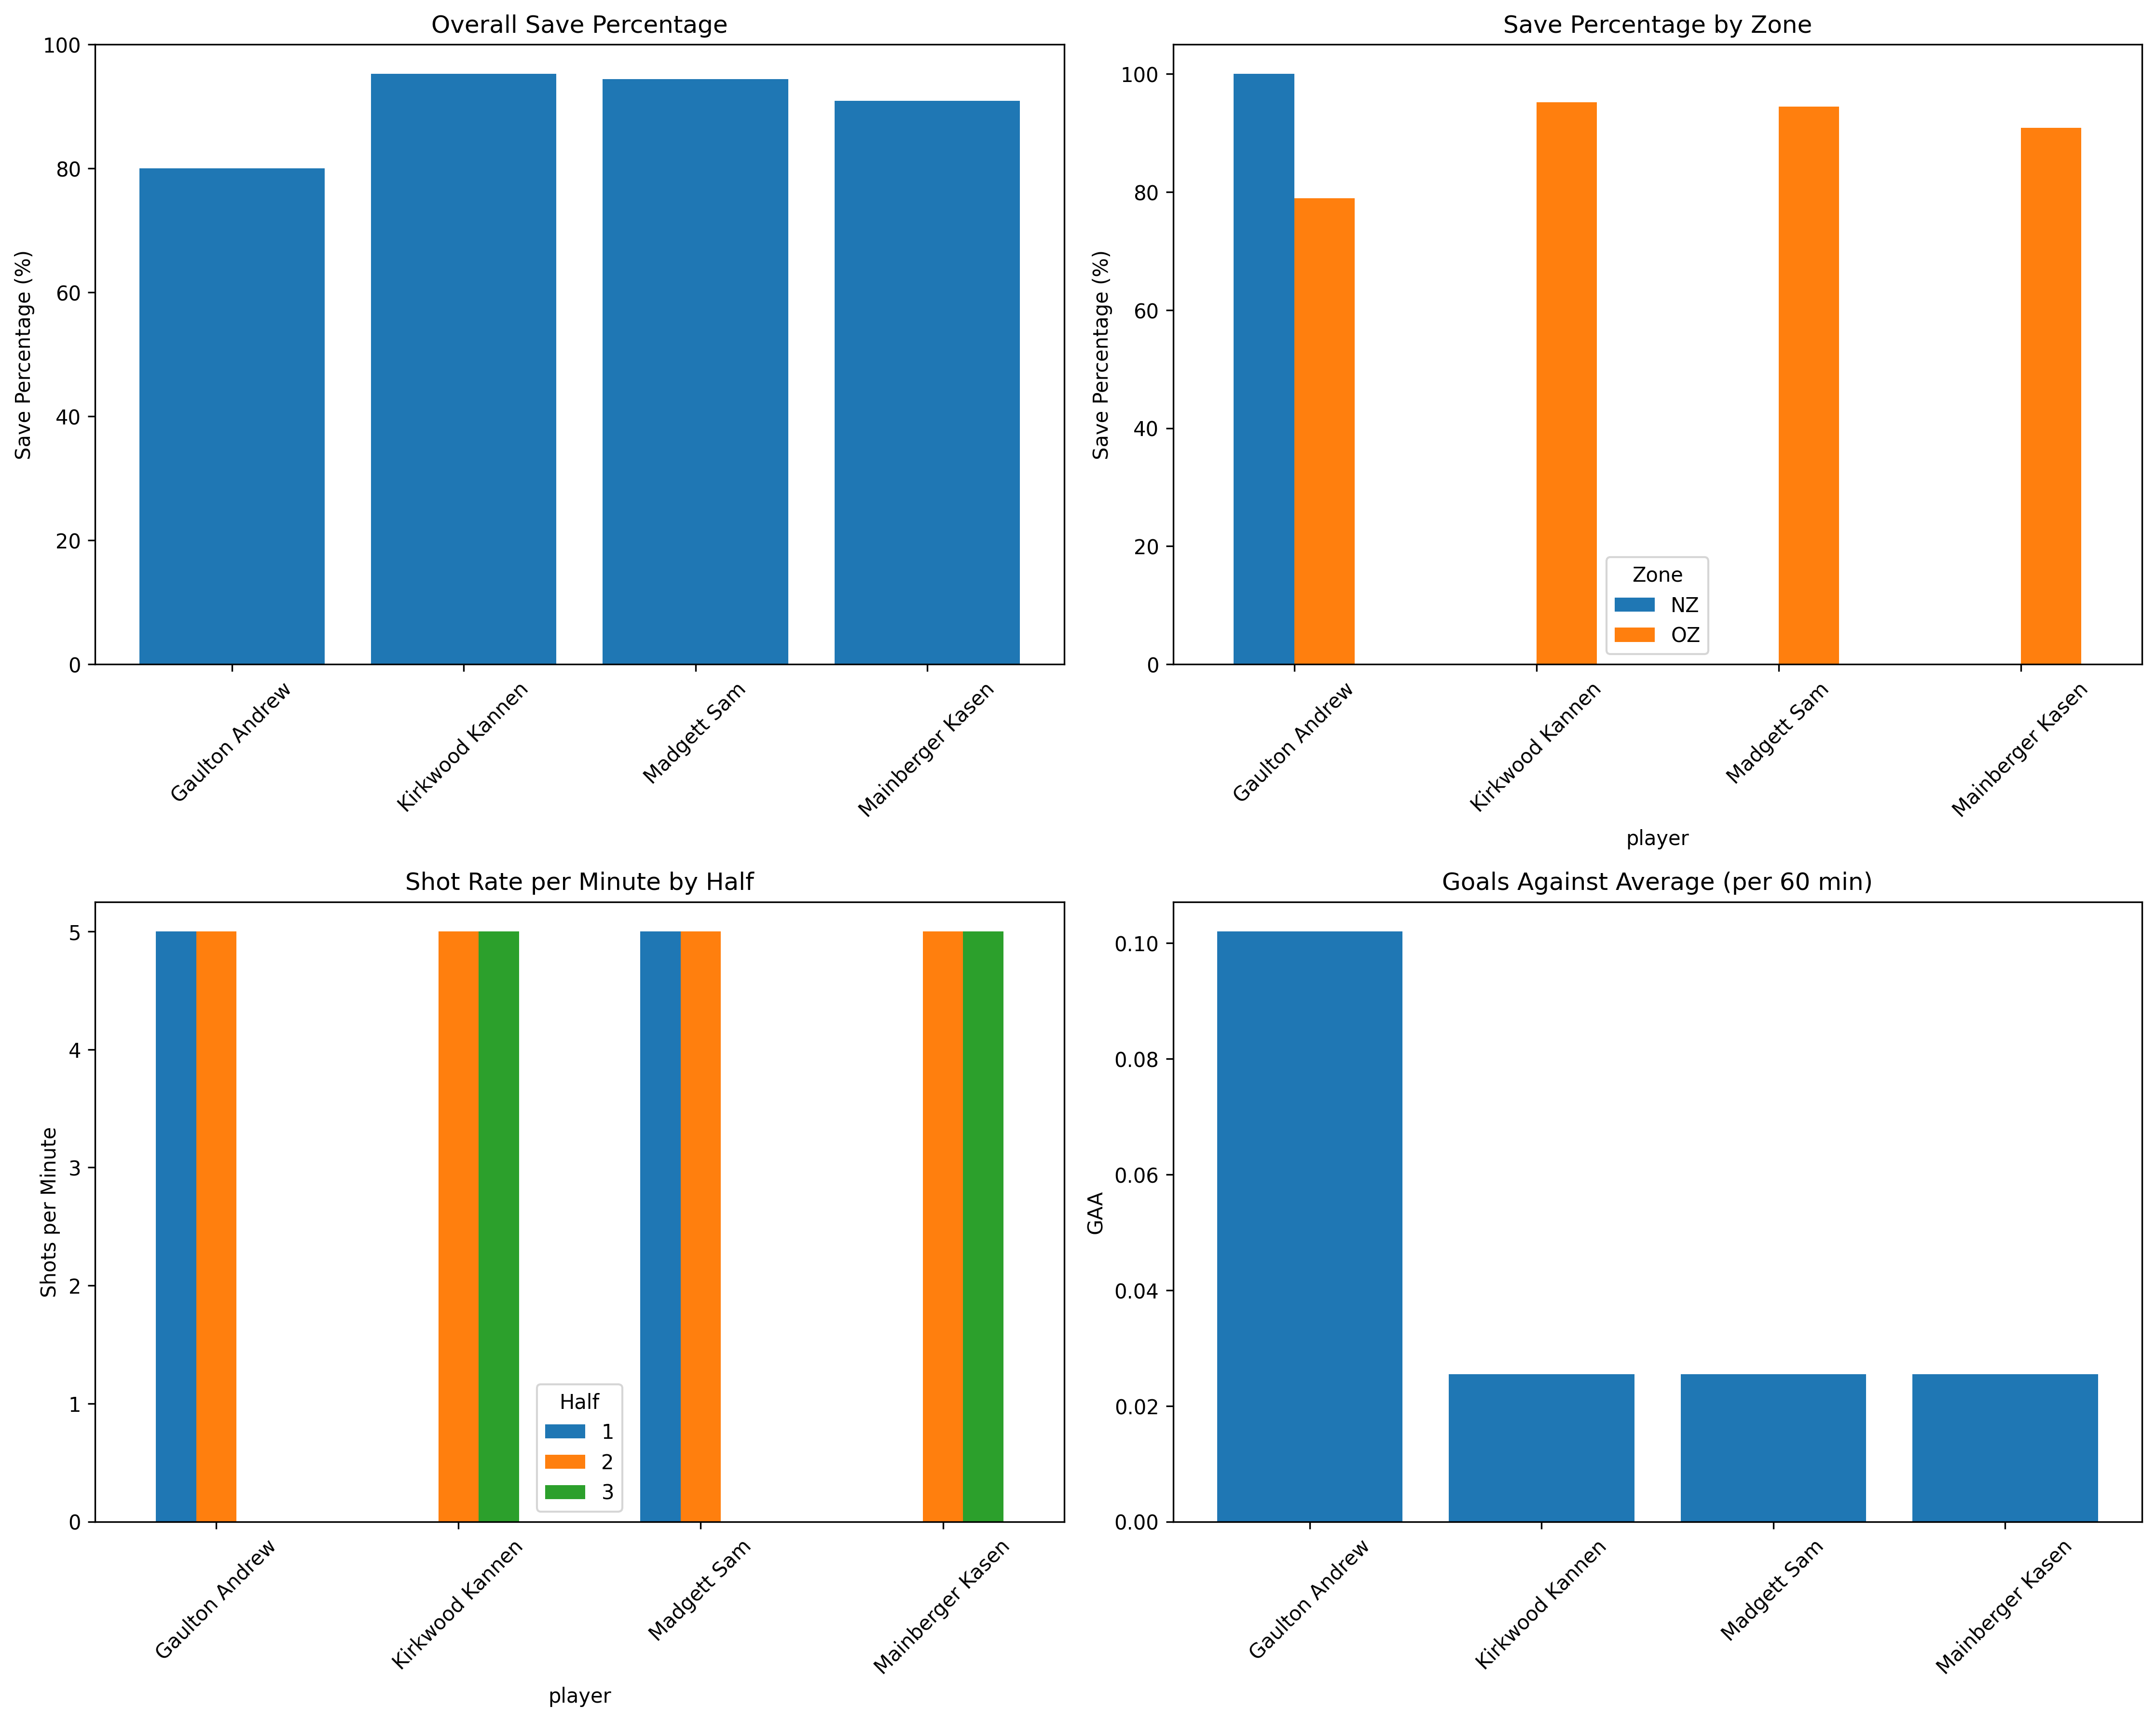 Overall Save Percentage
Save Percentage (%)
100
80
60
40
20
0
Gaulton Andrew
Kirkwood Kannen
Madgett Sam
Mainberger Kasen
Save Percentage by Zone
Save Percentage (%)
100
80
60
40
20
0
Zone
NZ
OZ
Gaulton Andrew
Kirkwood Kannen
Madgett Sam
Mainberger Kasen
player
Shot Rate per Minute by Half
Shots per Minute
5
4
3
2
1
0
Half
1
2
3
Gaulton Andrew
Kirkwood Kannen
Madgett Sam
Mainberger Kasen
player
Goals Against Average (per 60 min)
GAA
0.10
0.08
0.06
0.04
0.02
0.00
Gaulton Andrew
Kirkwood Kannen
Madgett Sam
Mainberger Kasen